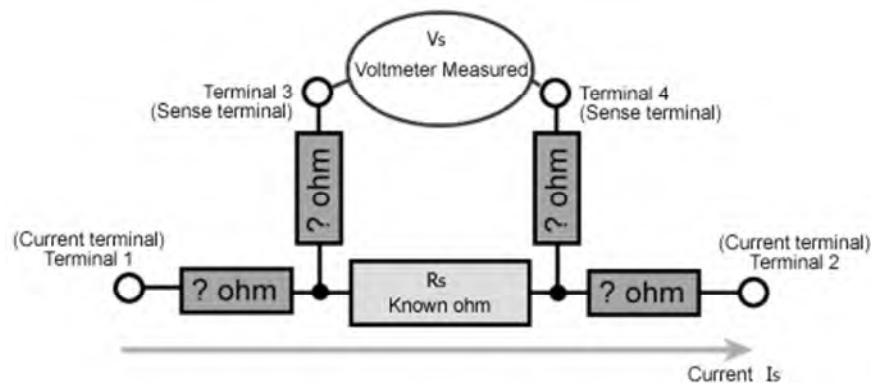 Vs
Voltmeter Measured
Terminal 3
(Sense terminal)
Terminal 4
(Sense terminal)
? ohm
? ohm
(Current terminal)
Terminal 1
(Current terminal)
Terminal 2
? ohm
Rs
Known ohm
? ohm
Current Is